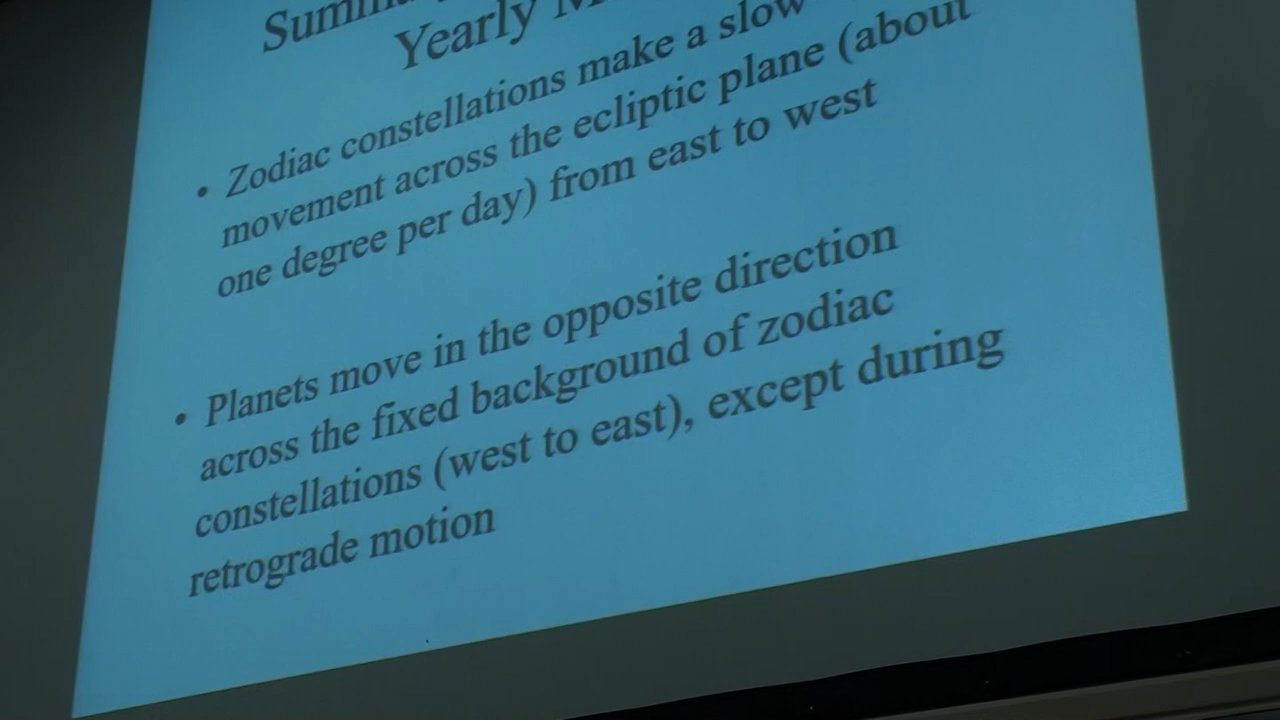 Yearly
• Zodiac constellations make a slow
movement across the ecliptic plane (about
one degree per day) from east to west
• Planets move in the opposite direction
across the fixed background of zodiac
constellations (west to east), except during
retrograde motion